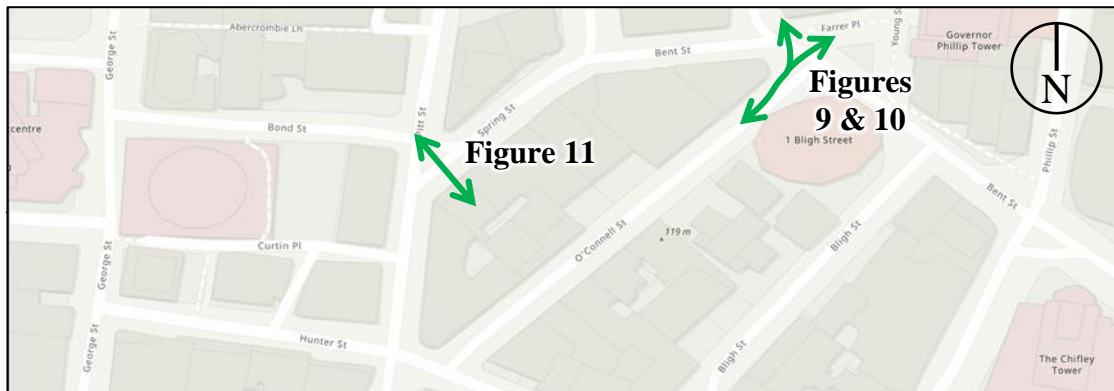 Abercrombie Ln
George St
Farrer Pl
Young S
Governor
Phillip Tower
N
Bent St
Pitt St
Spring St
Bond St
centre
Figures
9 & 10
Figure 11
1 Bligh Street
Phillip St
Bent St
Curtin Pl
George St
O'Connell St
119 m
Bligh St
George St
Hunter St
Bligh St
The Chifley
Tower